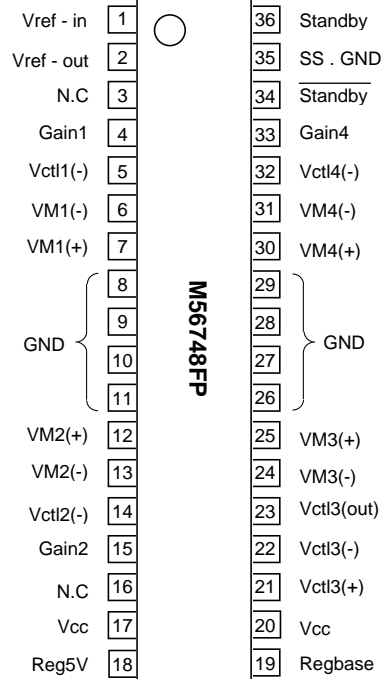 Vref - in 1 36 Standby
Vref - out 2 35 SS . GND
N.C 3 34 Standby
Gain1 4 33 Gain4
Vctl1(-) 5 32 Vctl4(-)
VM1(-) 6 31 VM4(-)
VM1(+) 7 30 VM4(+)
8 29
9 28
GND GND
10 27
11 26
M56748FP
VM2(+) 12 25 VM3(+)
VM2(-) 13 24 VM3(-)
Vctl2(-) 14 23 Vctl3(out)
Gain2 15 22 Vctl3(-)
N.C 16 21 Vctl3(+)
Vcc 17 20 Vcc
Reg5V 18 19 Regbase